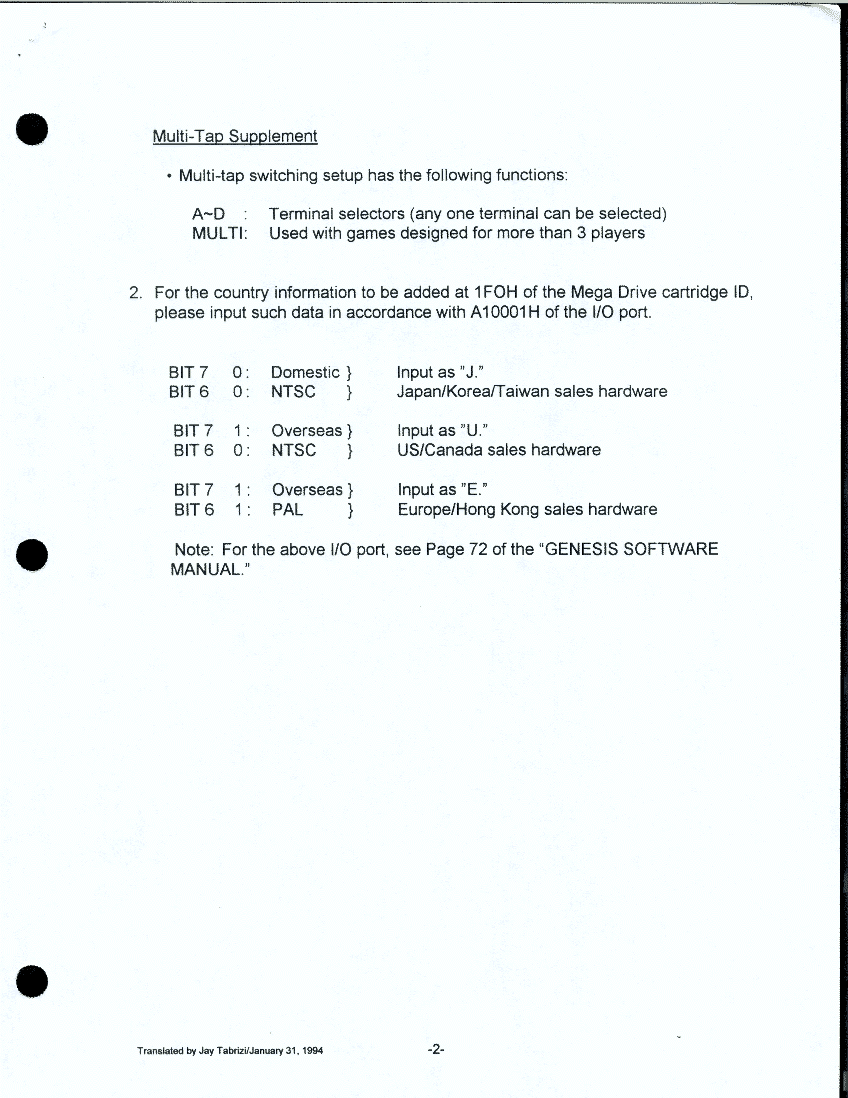 Multi-Tap Supplement
• Multi-tap switching setup has the following functions:
A~D : Terminal selectors (any one terminal can be selected)
MULTI: Used with games designed for more than 3 players
2. For the country information to be added at 1FOH of the Mega Drive cartridge ID,
please input such data in accordance with A10001H of the I/O port.
BIT 7 0: Domestic } Input as "J."
BIT 6 0: NTSC } Japan/Korea/Taiwan sales hardware
BIT 7 1: Overseas } Input as "U."
BIT 6 0: NTSC } US/Canada sales hardware
BIT 7 1: Overseas } Input as "E."
BIT 6 1: PAL } Europe/Hong Kong sales hardware
Note: For the above I/O port, see Page 72 of the "GENESIS SOFTWARE
MANUAL."
Translated by Jay Tabrizi/January 31, 1994 -2-